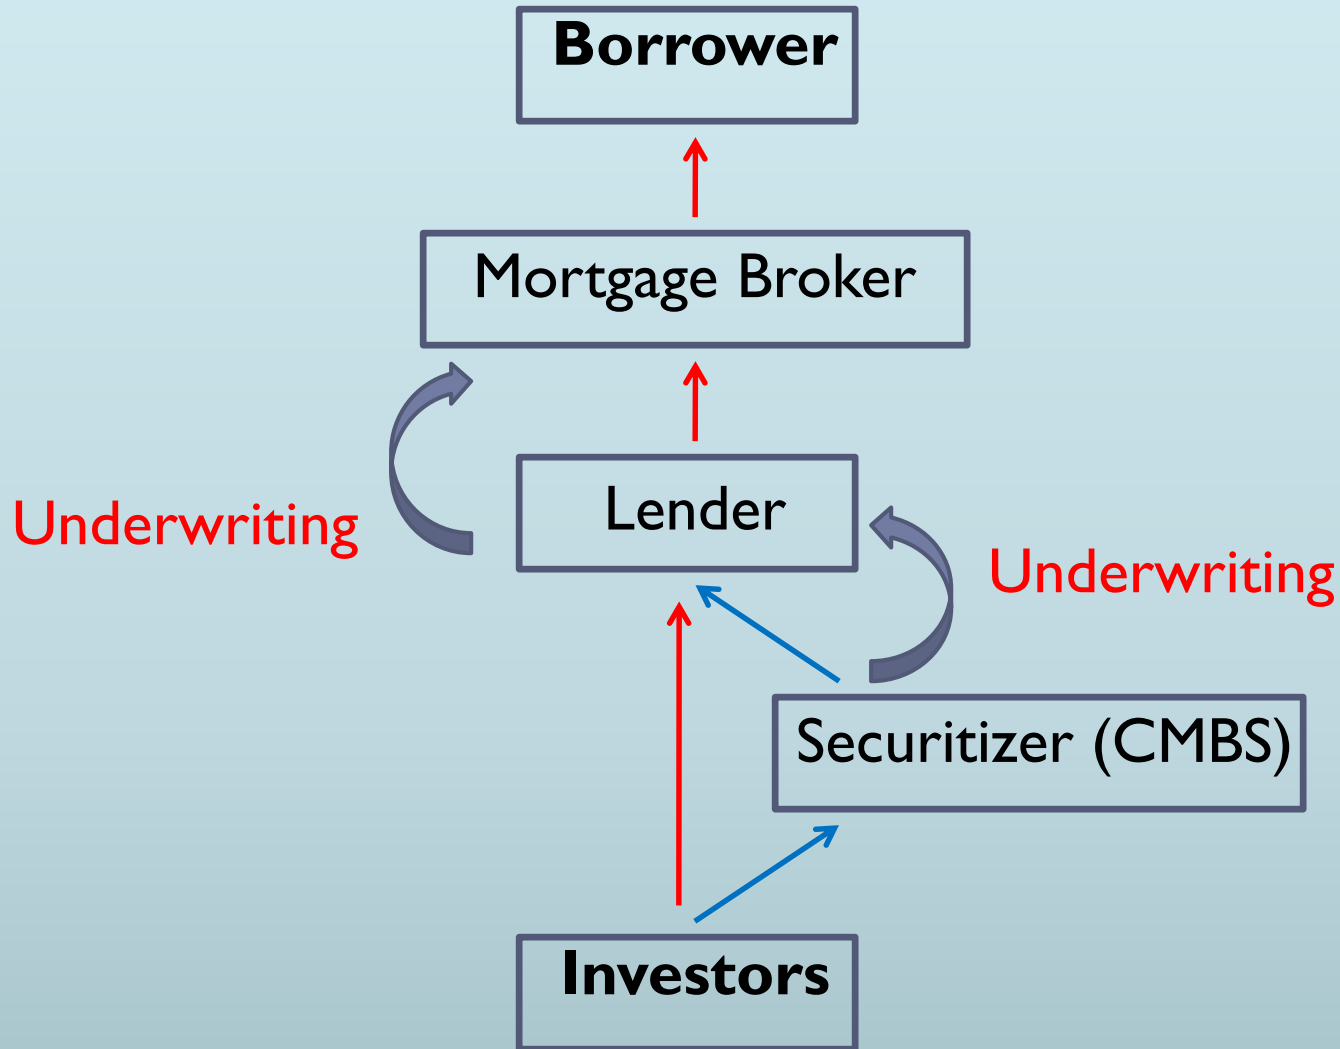 Borrower
Mortgage Broker
Lender
Underwriting
Underwriting
Securitizer (CMBS)
Investors